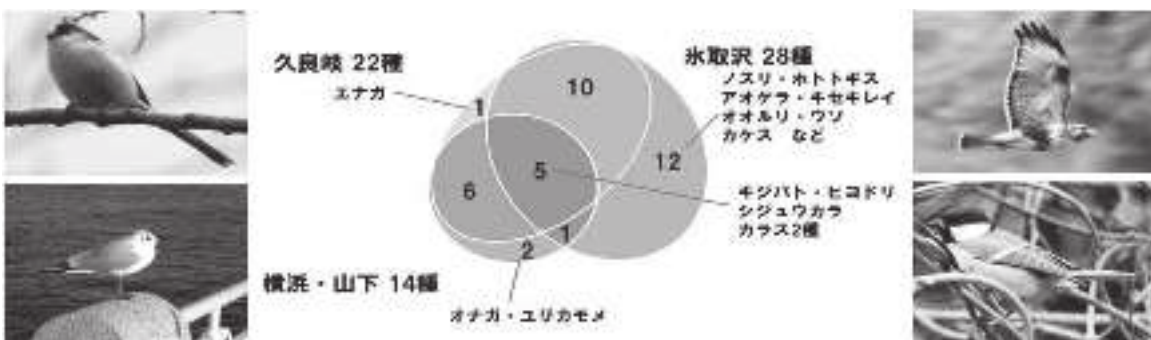 久良岐 22種
エナガ
氷取沢 28種
ノスリ・ホトトギス
アオゲラ・キセキレイ
オオルリ・ウソ
カケス など
1
10
12
6
5
キジバト・ヒヨドリ
シジュウカラ
カラス2種
2
1
横浜・山下 14種
オナガ・ユリカモメ